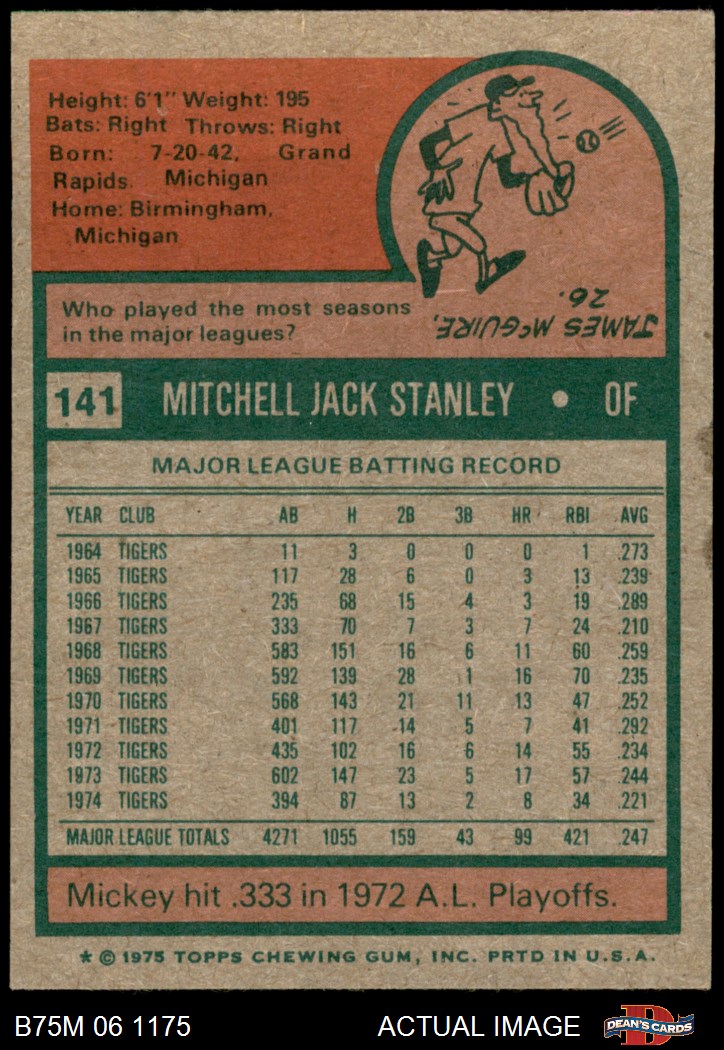 Height: 6'1" Weight: 195
Bats: Right Throws: Right
Born: 7-20-42, Grand
Rapids. Michigan
Home: Birmingham,
Michigan
Who played the most seasons
in the major leagues?
JAMES McGUIRE,
26.
141 MITCHELL JACK STANLEY • OF
MAJOR LEAGUE BATTING RECORD
YEAR CLUB AB H 2B 3B HR RBI AVG
1964 TIGERS 11 3 0 0 0 1 .273
1965 TIGERS 117 28 6 0 3 13 .239
1966 TIGERS 235 68 15 4 3 19 .289
1967 TIGERS 333 70 7 3 7 24 .210
1968 TIGERS 583 151 16 6 11 60 .259
1969 TIGERS 592 139 28 1 16 70 .235
1970 TIGERS 568 143 21 11 13 47 .252
1971 TIGERS 401 117 14 5 7 41 .292
1972 TIGERS 435 102 16 6 14 55 .234
1973 TIGERS 602 147 23 5 17 57 .244
1974 TIGERS 394 87 13 2 8 34 .221
MAJOR LEAGUE TOTALS 4271 1055 159 43 99 421 .247
Mickey hit .333 in 1972 A.L. Playoffs.
* © 1975 TOPPS CHEWING GUM, INC. PRTD IN U.S.A.
B75M 06 1175 ACTUAL IMAGE D DEAN'S CARDS